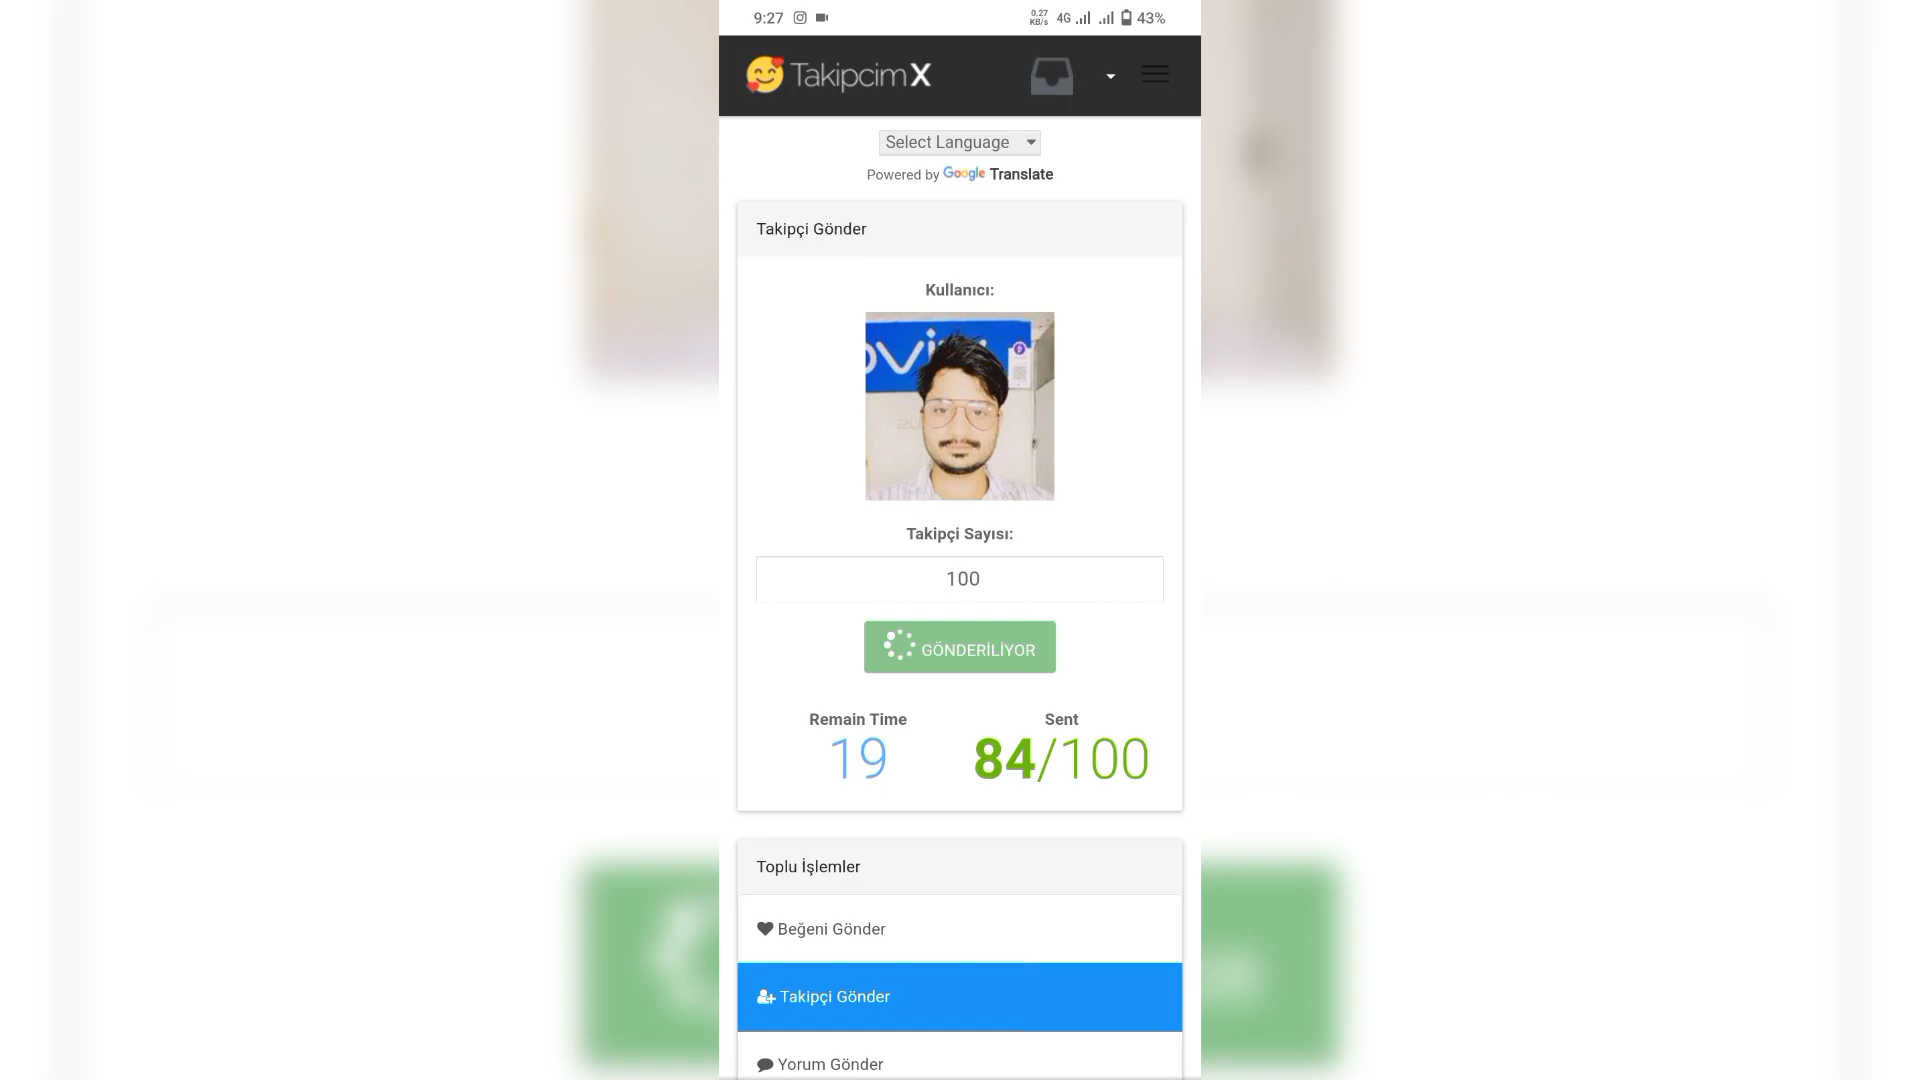 9:27 0.27 KB/s 4G 43%
Takipcim X
Select Language
Powered by Google Translate
Takipçi Gönder
Kullanıcı:
Takipçi Sayısı:
100
GÖNDERİLİYOR
Remain Time Sent
19 84/100
Toplu İşlemler
Beğeni Gönder
Takipçi Gönder
Yorum Gönder